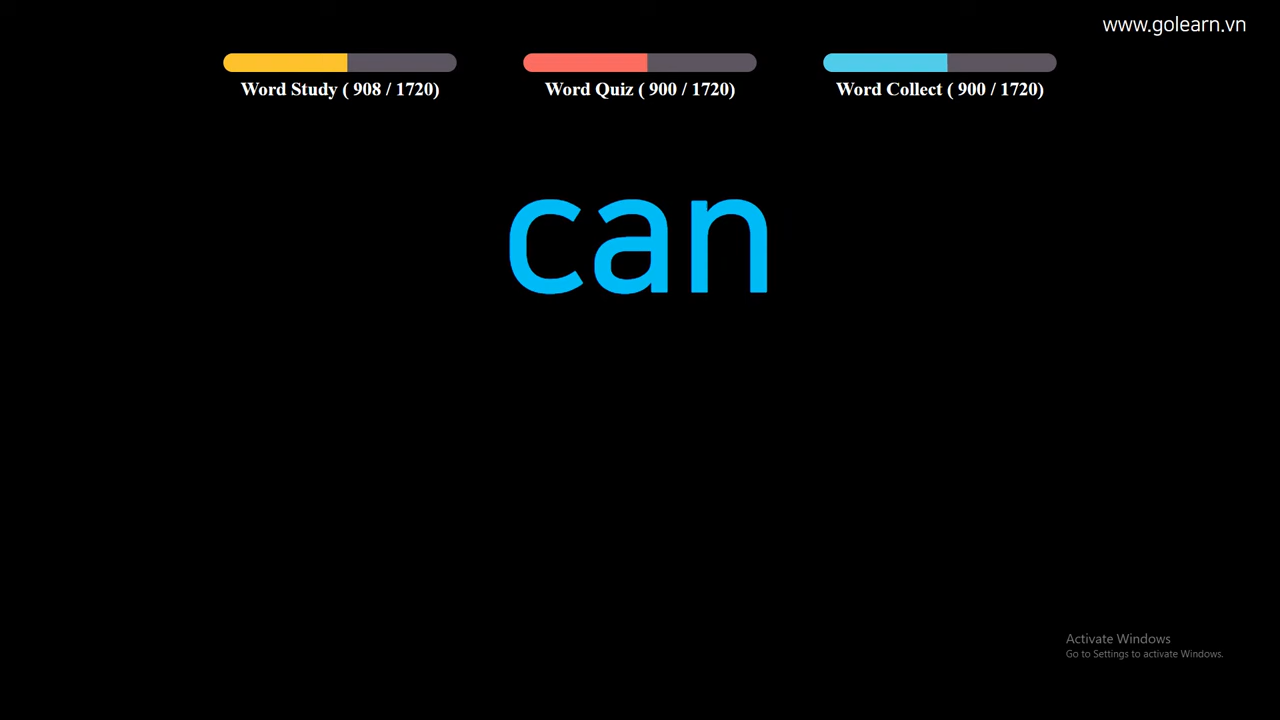 www.golearn.vn
Word Study ( 908 / 1720)
Word Quiz ( 900 / 1720)
Word Collect ( 900 / 1720)
can
Activate Windows
Go to Settings to activate Windows.